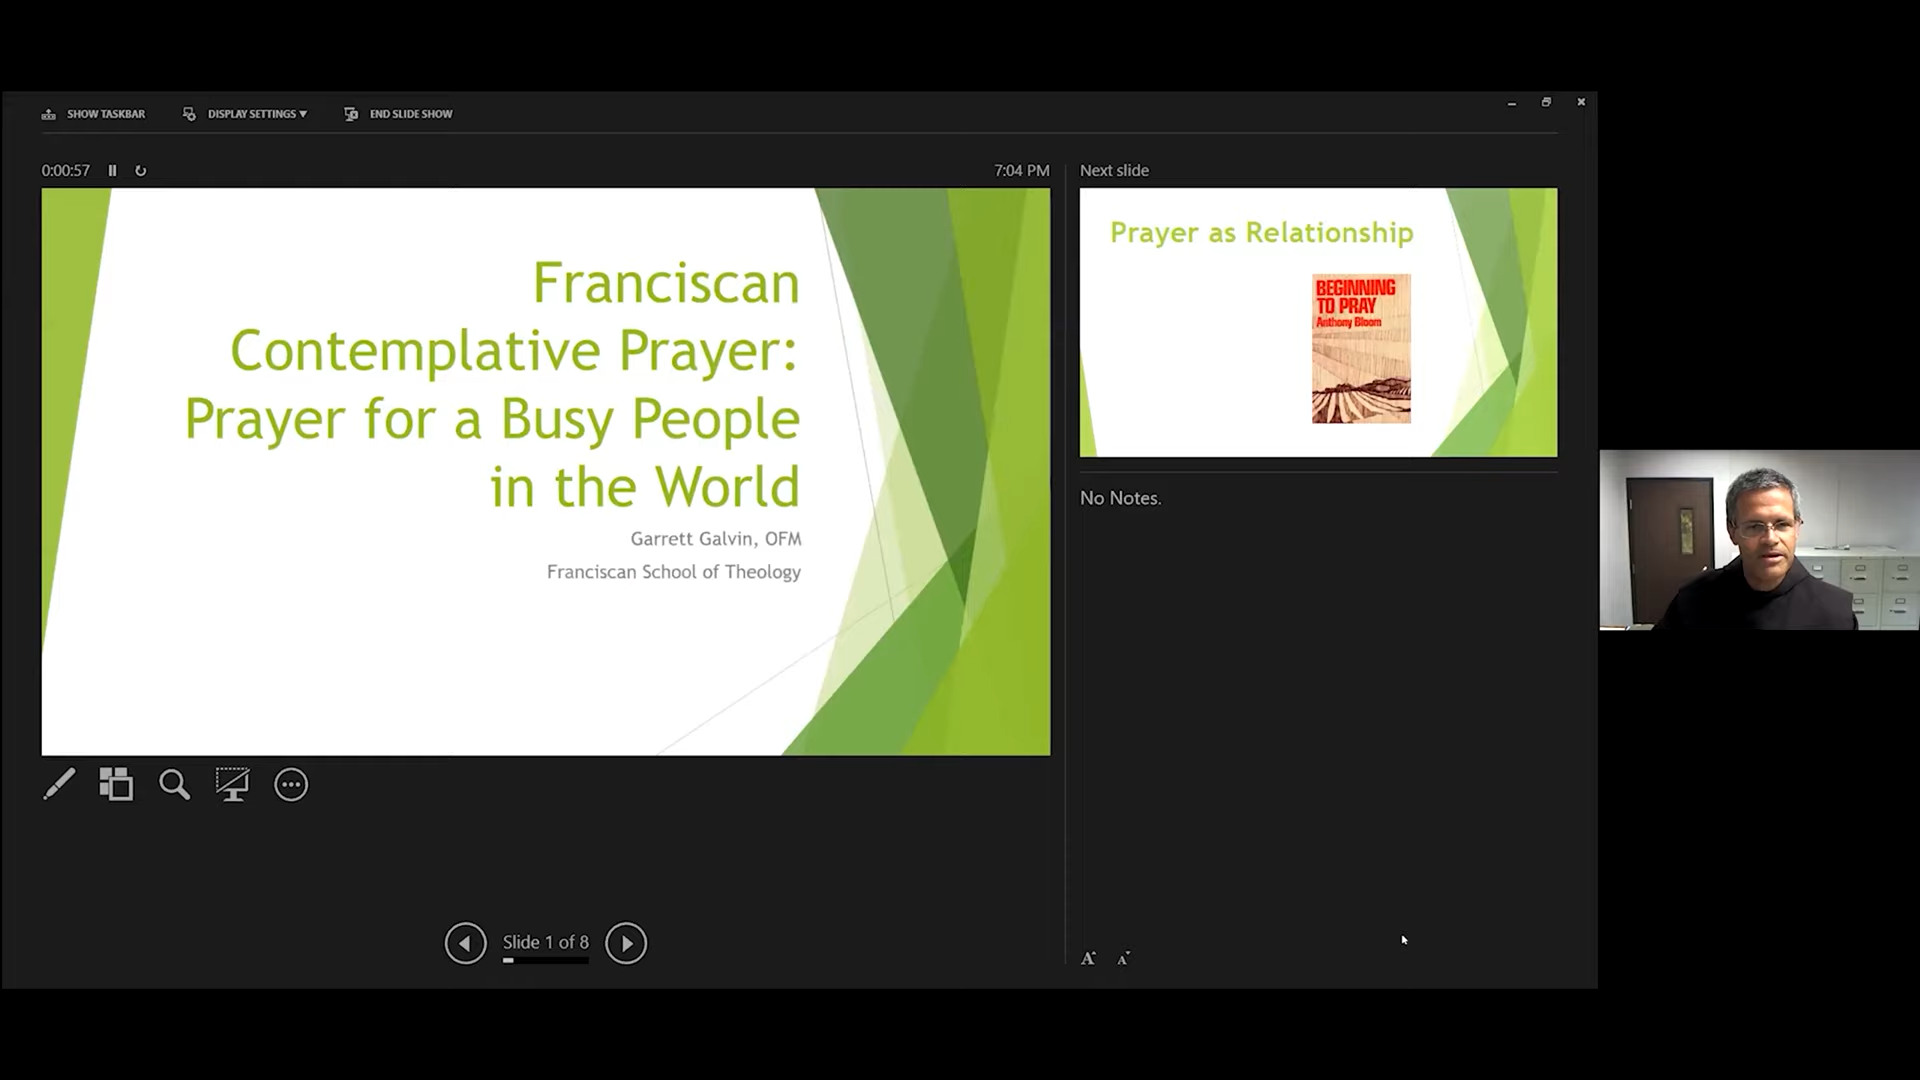 SHOW TASKBAR
DISPLAY SETTINGS ▾
END SLIDE SHOW
0:00:57
7:04 PM
Franciscan
Contemplative Prayer:
Prayer for a Busy People
in the World
Garrett Galvin, OFM
Franciscan School of Theology
Slide 1 of 8
Next slide
Prayer as Relationship
BEGINNING
TO PRAY
Anthony Bloom
No Notes.
A A